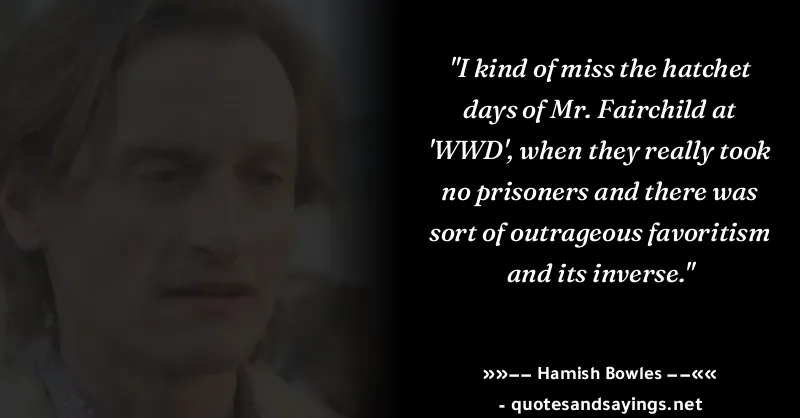 "I kind of miss the hatchet
days of Mr. Fairchild at
'WWD', when they really took
no prisoners and there was
sort of outrageous favoritism
and its inverse."
»»–– Hamish Bowles ––««
- quotesandsayings.net